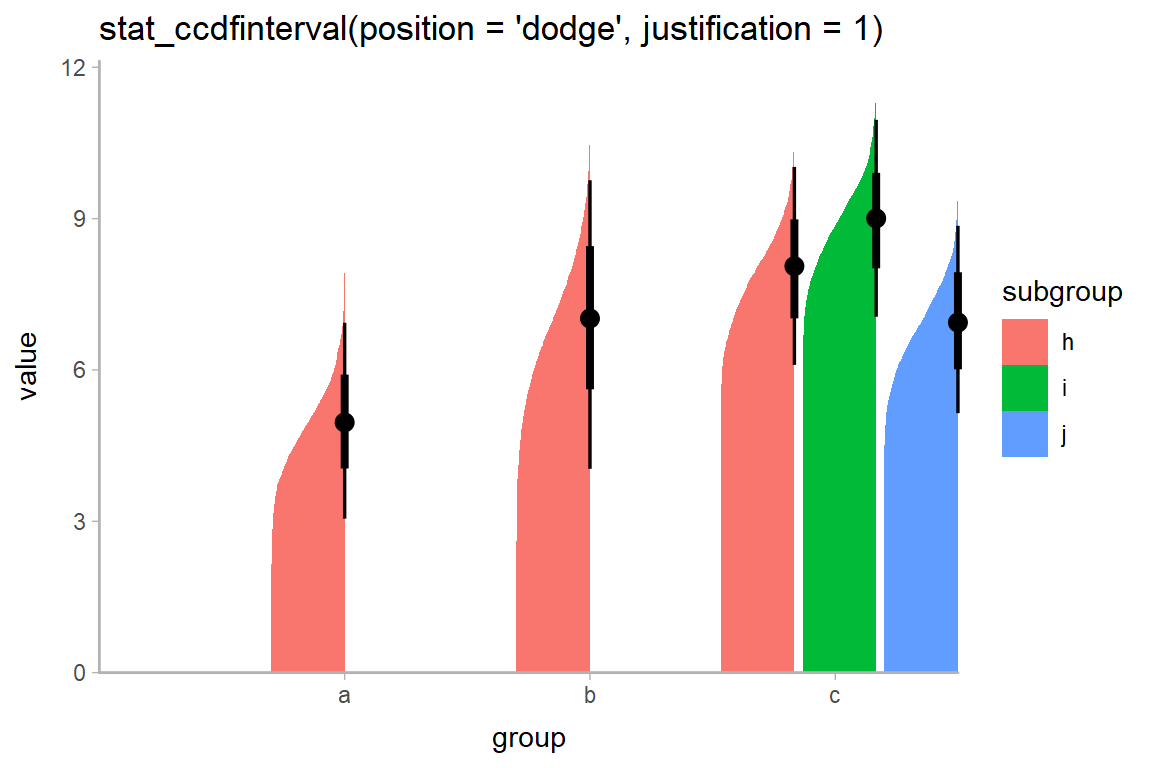 stat_ccdfinterval(position = 'dodge', justification = 1)
12
9
6
3
0
value
a
b
c
group
subgroup
h
i
j